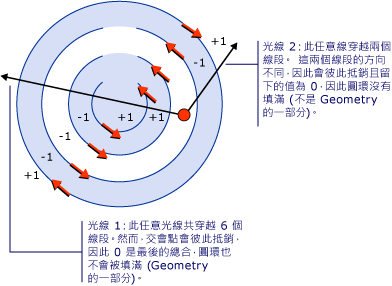 +1
光線 2:此任意線穿越兩個
線段。 這兩個線段的方向
不同,因此會彼此抵銷且留
下的值為 0,因此圓環沒有
填滿 (不是 Geometry
的一部分)。
-1
-1
-1
+1
+1
-1
-1
+1
光線 1:此任意光線共穿越 6 個
線段。然而,交會點會彼此抵銷,
因此 0 是最後的總合,圓環也
不會被填滿 (Geometry
的一部分)。